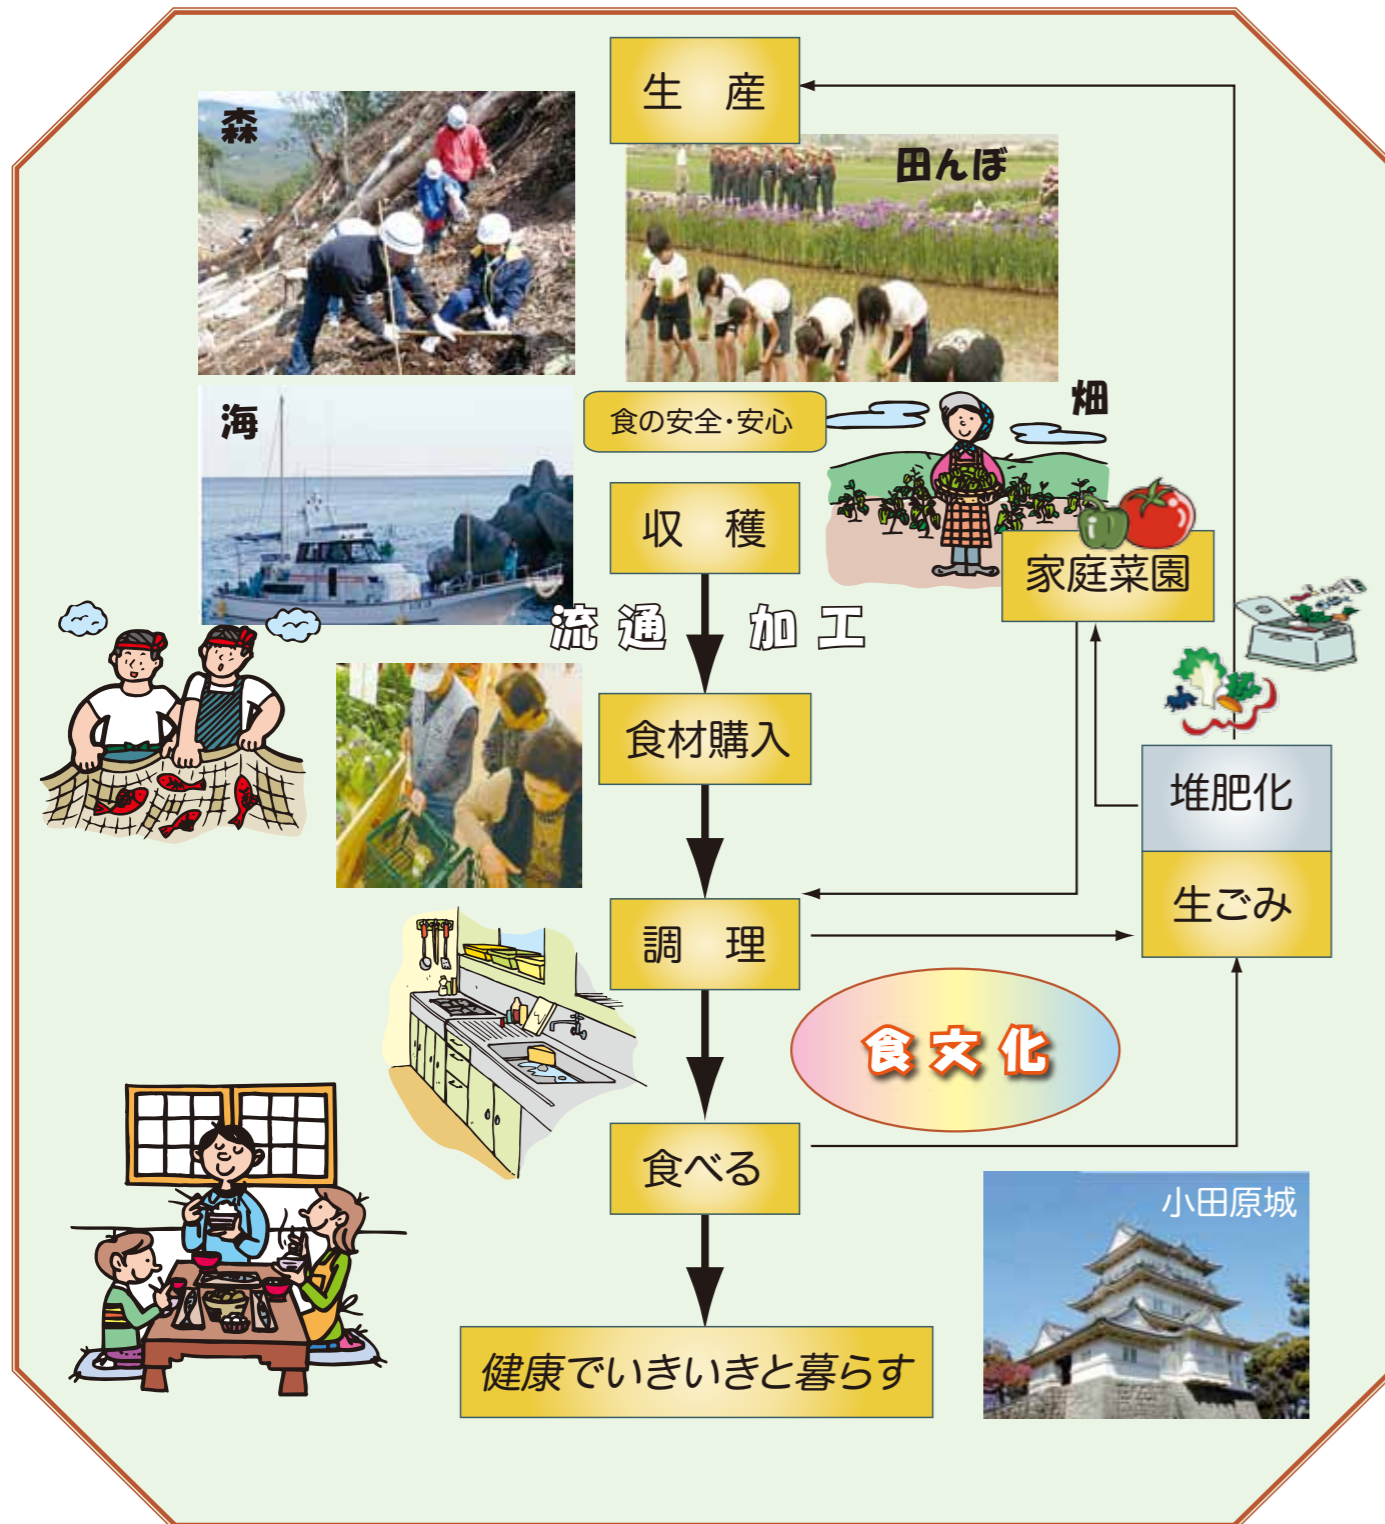 生　産
森
田んぼ
海
食の安全・安心
畑
収　穫
家庭菜園
流通　加工
食材購入
堆肥化
生ごみ
調　理
食文化
食べる
小田原城
健康でいきいきと暮らす